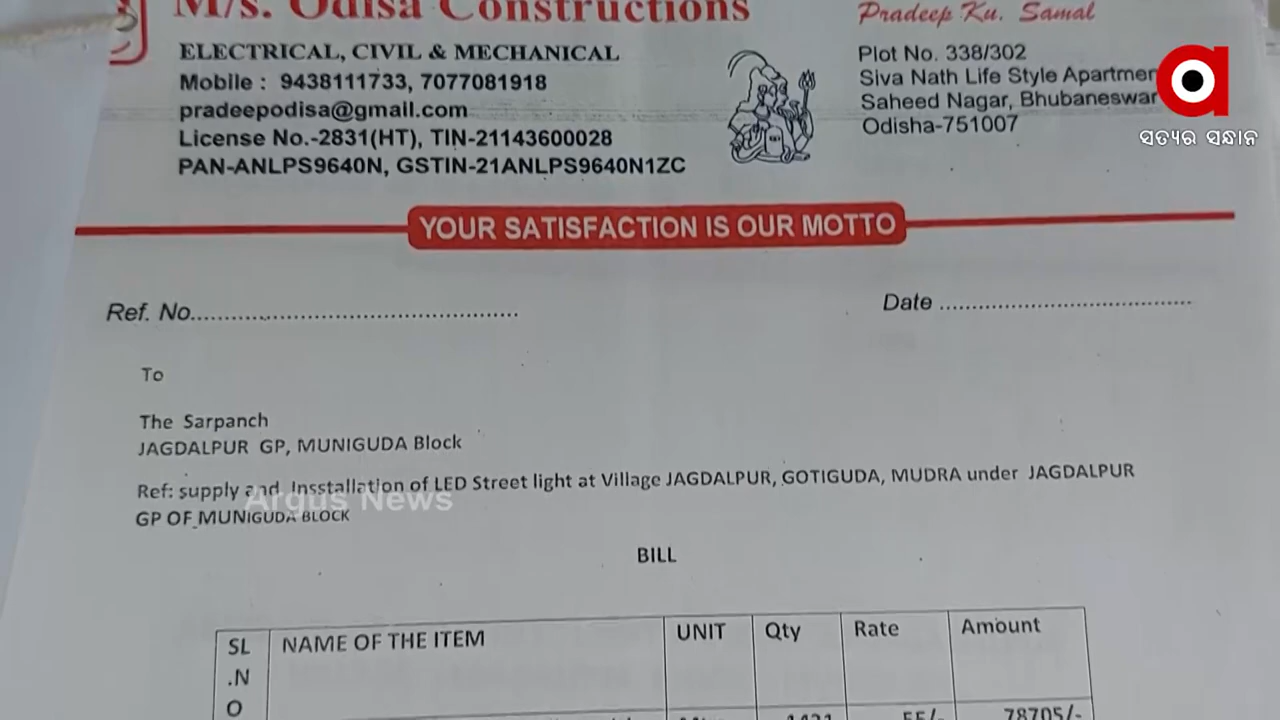 M/s. Odisa Constructions
Pradeep Ku. Samal
ELECTRICAL, CIVIL & MECHANICAL
Mobile : 9438111733, 7077081918
pradeepodisa@gmail.com
License No.-2831(HT), TIN-21143600028
PAN-ANLPS9640N, GSTIN-21ANLPS9640N1ZC
Plot No. 338/302
Siva Nath Life Style Apartmen
Saheed Nagar, Bhubaneswar
Odisha-751007
ସତ୍ୟର ସନ୍ଧାନ
YOUR SATISFACTION IS OUR MOTTO
Ref. No.................................................
Date ......................................
To
The Sarpanch
JAGDALPUR GP, MUNIGUDA Block
Ref: supply and Insstallation of LED Street light at Village JAGDALPUR, GOTIGUDA, MUDRA under JAGDALPUR
Argus News
GP OF MUNIGUDA BLOCK
BILL
SL .N O NAME OF THE ITEM UNIT Qty Rate Amount
1431 55/- 78705/-